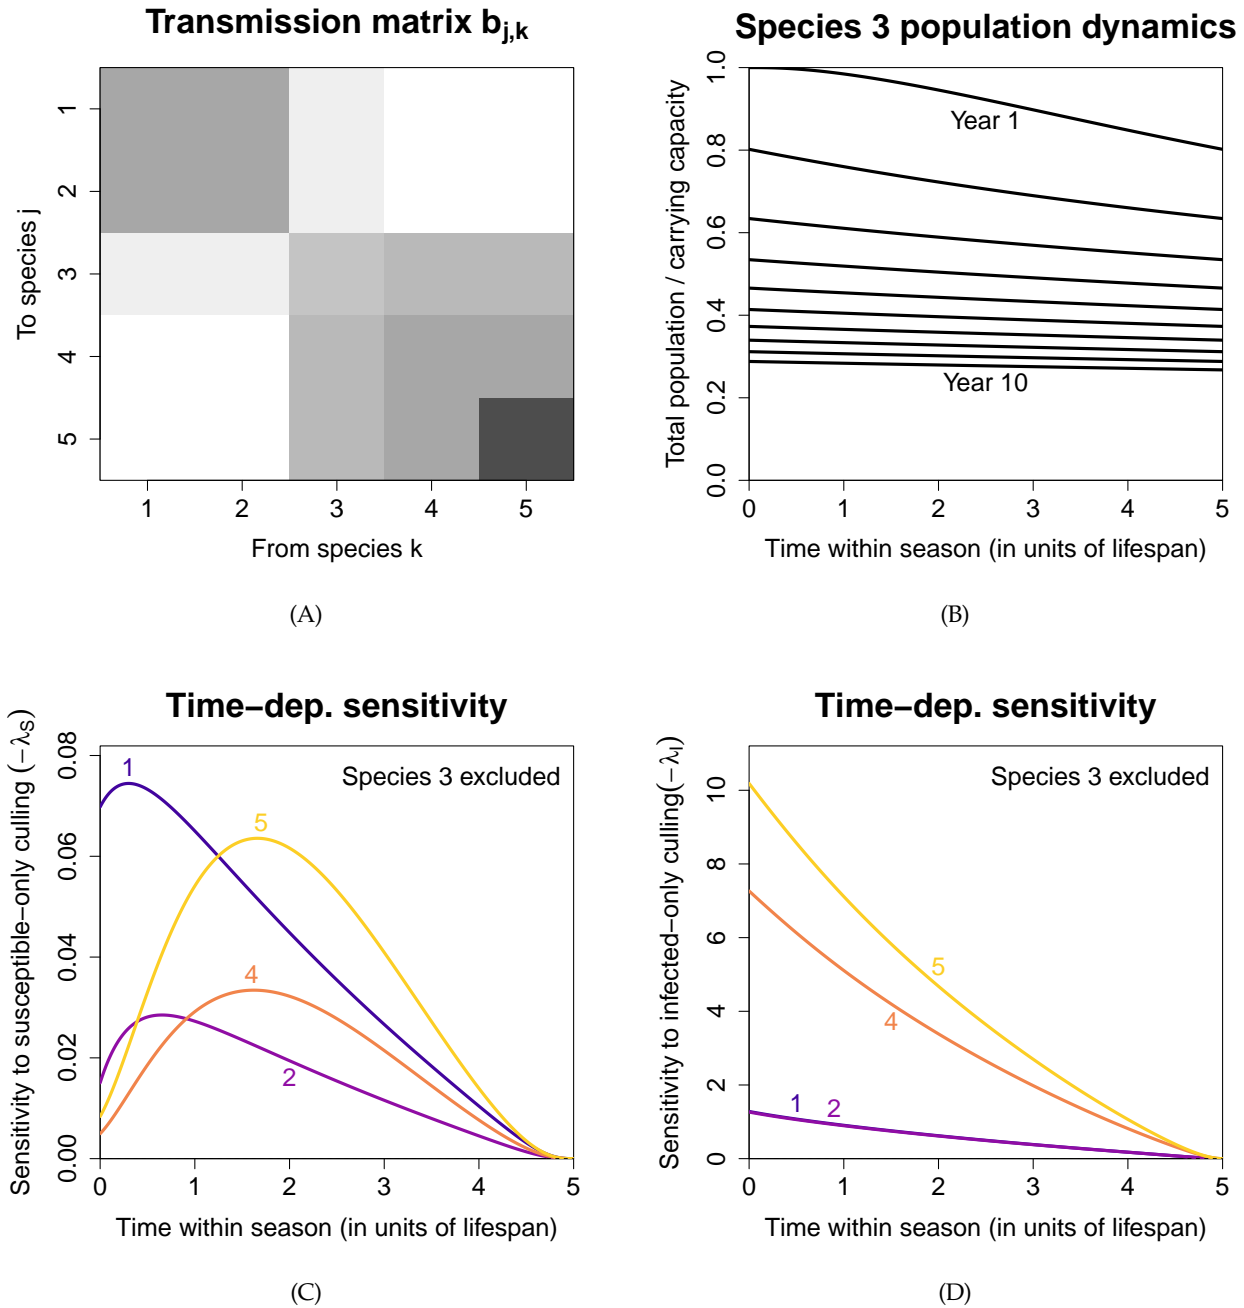 Transmission matrix b_{j,k}
To species j
1
2
3
4
5
1 2 3 4 5
From species k
(A)
Species 3 population dynamics
Total population / carrying capacity
1.0
0.8
0.6
0.4
0.2
0.0
Year 1
Year 10
0 1 2 3 4 5
Time within season (in units of lifespan)
(B)
Time−dep. sensitivity
Sensitivity to susceptible−only culling (−λ_S)
0.08
0.06
0.04
0.02
0.00
Species 3 excluded
1
5
4
2
0 1 2 3 4 5
Time within season (in units of lifespan)
(C)
Time−dep. sensitivity
Sensitivity to infected−only culling(−λ_I)
10
8
6
4
2
0
Species 3 excluded
5
4
1 2
0 1 2 3 4 5
Time within season (in units of lifespan)
(D)